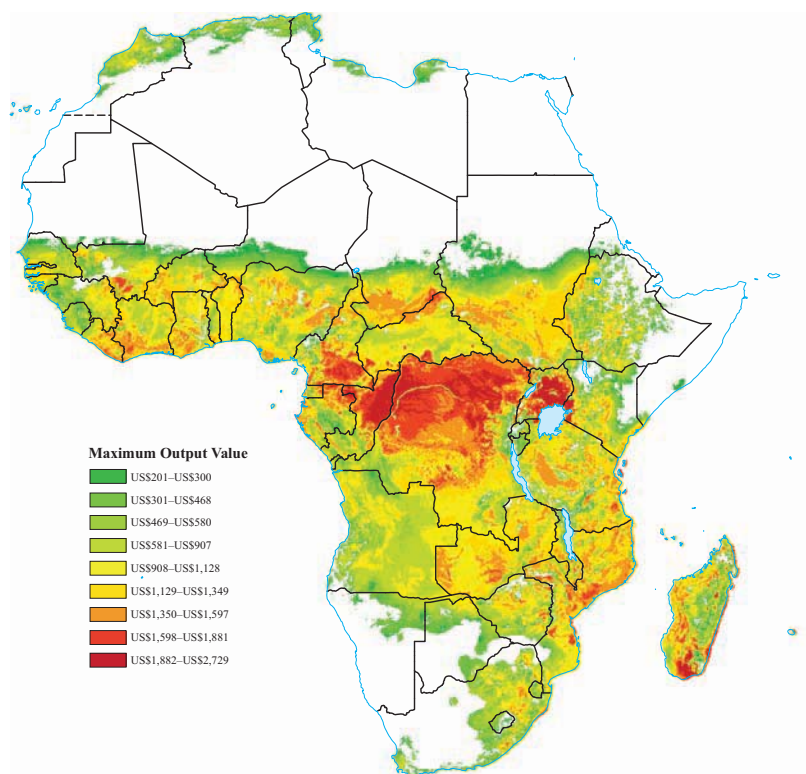 Maximum Output Value
US$201–US$300
US$301–US$468
US$469–US$580
US$581–US$907
US$908–US$1,128
US$1,129–US$1,349
US$1,350–US$1,597
US$1,598–US$1,881
US$1,882–US$2,729